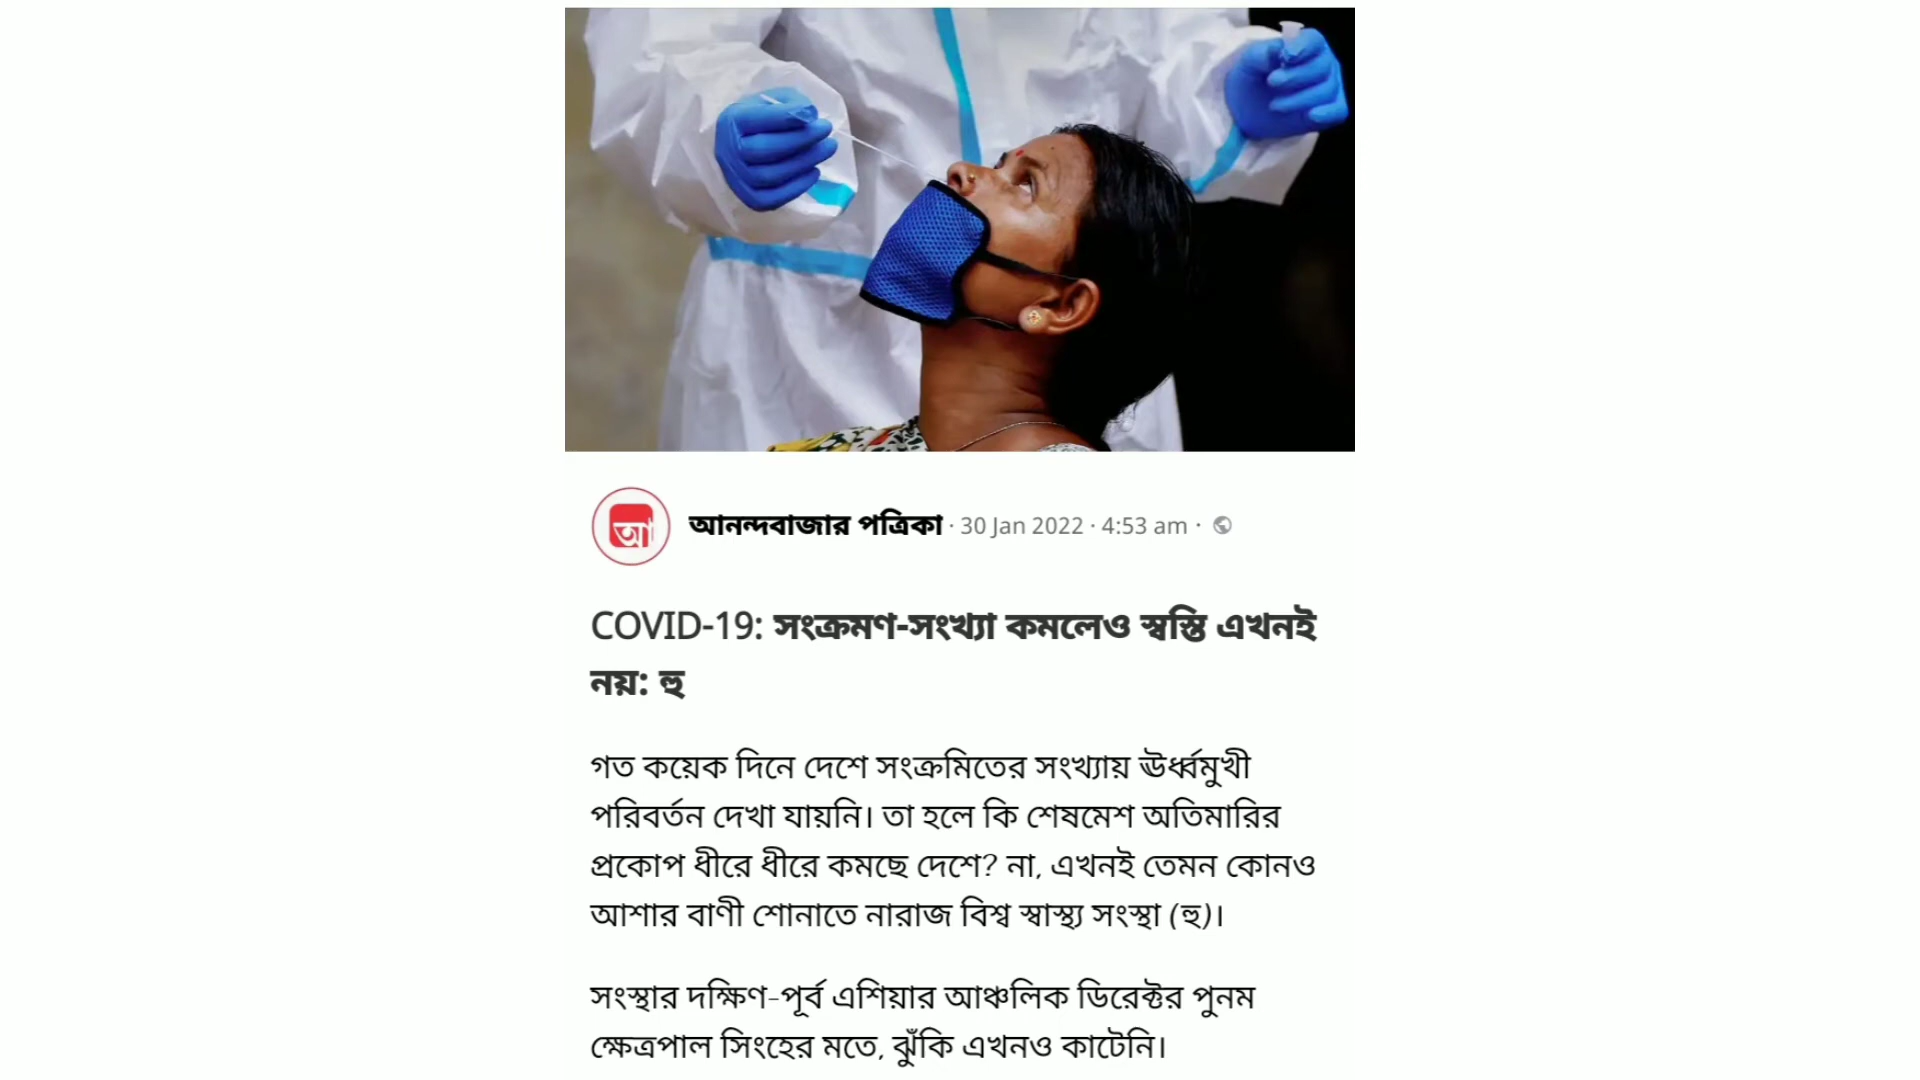 আ
আনন্দবাজার পত্রিকা · 30 Jan 2022 · 4:53 am ·
COVID-19: সংক্রমণ-সংখ্যা কমলেও স্বস্তি এখনই
নয়: হু
গত কয়েক দিনে দেশে সংক্রমিতের সংখ্যায় ঊর্ধ্বমুখী
পরিবর্তন দেখা যায়নি। তা হলে কি শেষমেশ অতিমারির
প্রকোপ ধীরে ধীরে কমছে দেশে? না, এখনই তেমন কোনও
আশার বাণী শোনাতে নারাজ বিশ্ব স্বাস্থ্য সংস্থা (হু)।
সংস্থার দক্ষিণ-পূর্ব এশিয়ার আঞ্চলিক ডিরেক্টর পুনম
ক্ষেত্রপাল সিংহের মতে, ঝুঁকি এখনও কাটেনি।